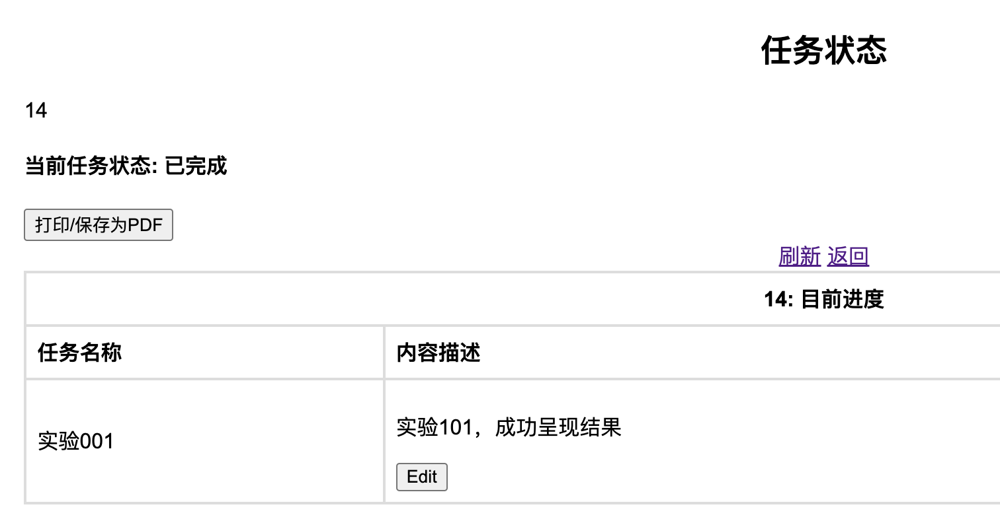 任务状态
14
当前任务状态: 已完成
打印/保存为PDF
刷新 返回
14: 目前进度
任务名称 内容描述
实验001 实验101，成功呈现结果
Edit